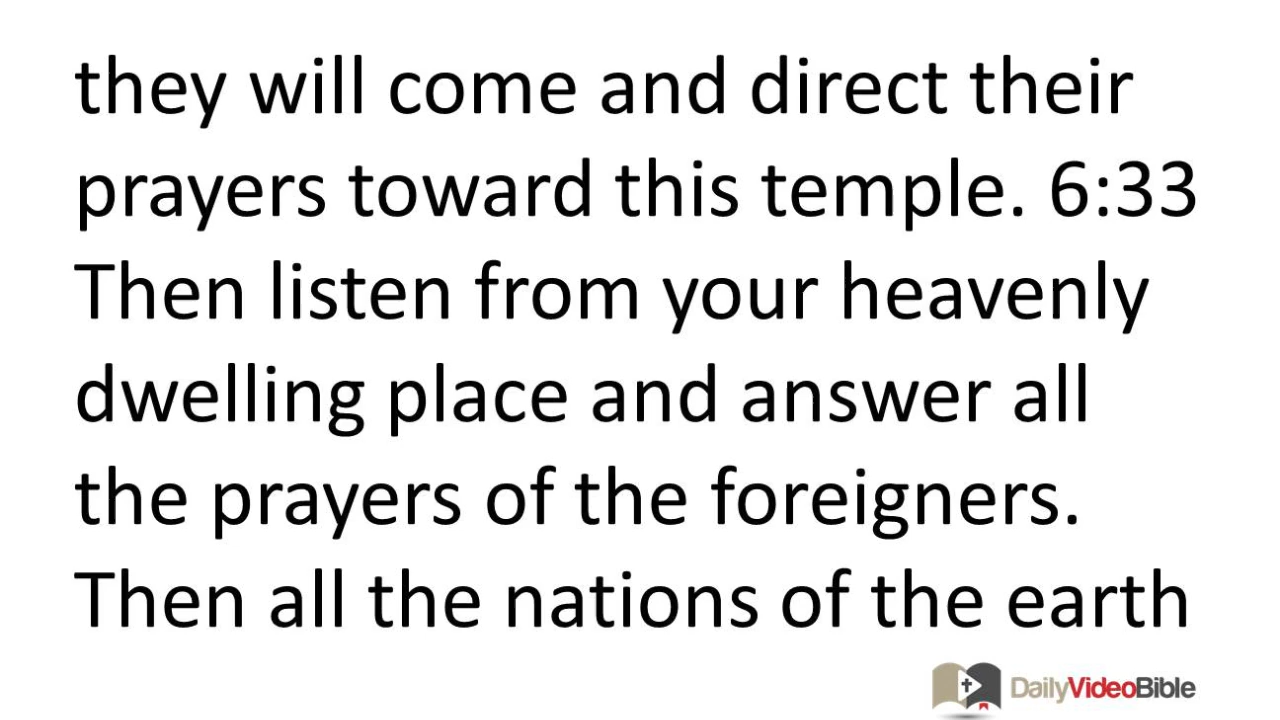 they will come and direct their
prayers toward this temple. 6:33
Then listen from your heavenly
dwelling place and answer all
the prayers of the foreigners.
Then all the nations of the earth
DailyVideoBible